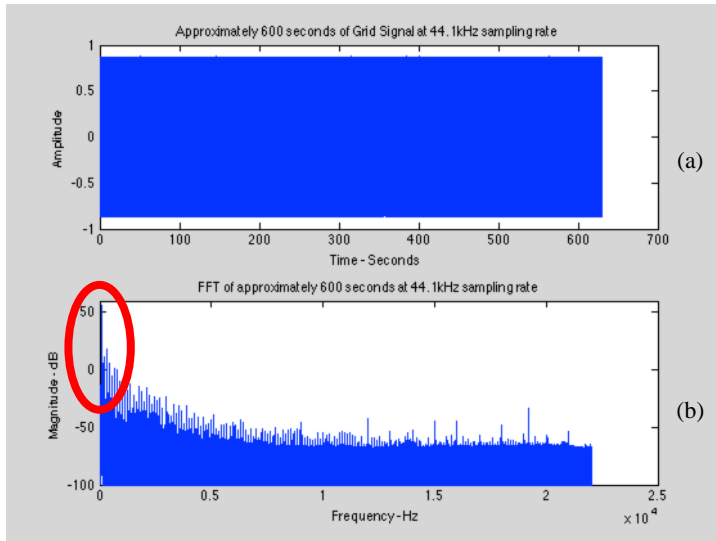 Approximately 600 seconds of Grid Signal at 44.1kHz sampling rate
1
0.5
0
-0.5
-1
Amplitude
0 100 200 300 400 500 600 700
Time - Seconds
(a)
FFT of approximately 600 seconds at 44.1kHz sampling rate
50
0
-50
-100
Magnitude - dB
0 0.5 1 1.5 2 2.5
x 10^4
Frequency - Hz
(b)